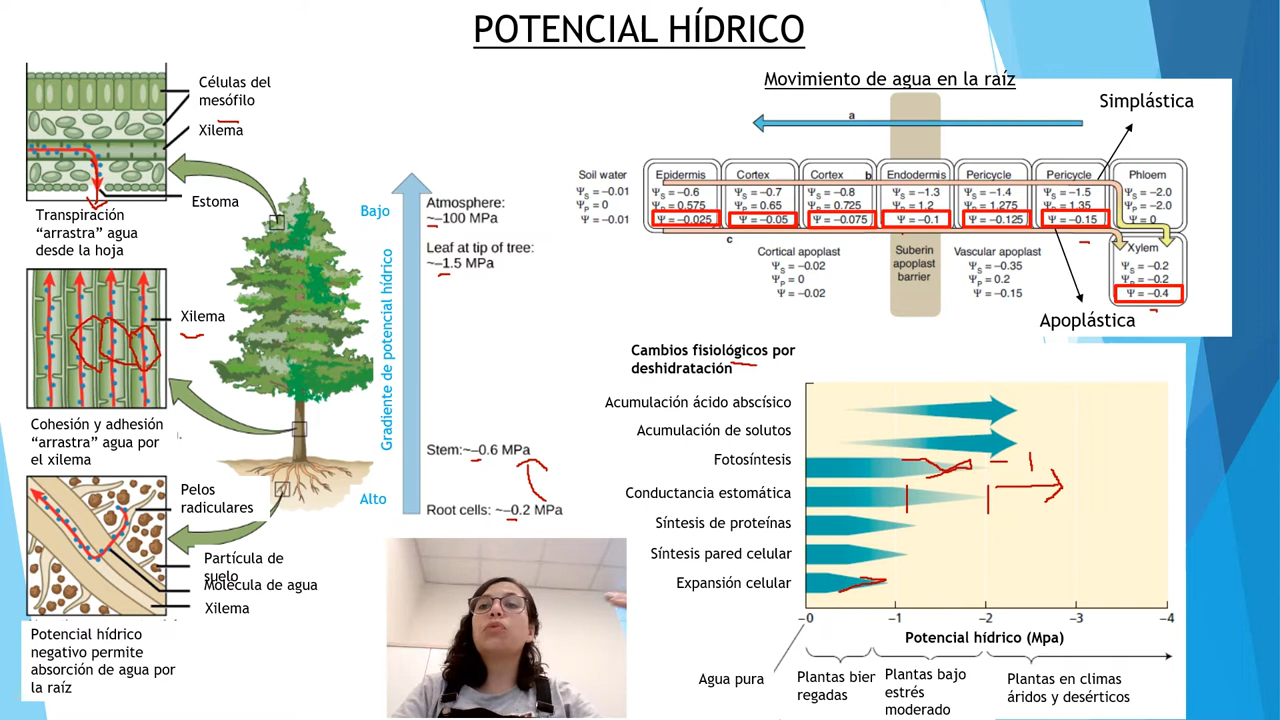 POTENCIAL HÍDRICO
Células del
mesófilo
Xilema
Estoma
Transpiración
“arrastra” agua
desde la hoja
Xilema
Cohesión y adhesión
“arrastra” agua por
el xilema
Pelos
radiculares
Partícula de
suelo
Molécula de agua
Xilema
Potencial hídrico
negativo permite
absorción de agua por
la raíz
Bajo
Gradiente de potencial hídrico
Alto
Atmosphere:
~–100 MPa
Leaf at tip of tree:
~–1.5 MPa
Stem:~–0.6 MPa
Root cells: ~–0.2 MPa
Movimiento de agua en la raíz
Simplástica
a
Soil water
Ψs = –0.01
Ψp = 0
Ψ = –0.01
Epidermis
Ψs = –0.6
Ψp = 0.575
Ψ = –0.025
Cortex
Ψs = –0.7
Ψp = 0.65
Ψ = –0.05
Cortex b
Ψs = –0.8
Ψp = 0.725
Ψ = –0.075
Endodermis
Ψs = –1.3
Ψp = 1.2
Ψ = –0.1
Pericycle
Ψs = –1.4
Ψp = 1.275
Ψ = –0.125
Pericycle
Ψs = –1.5
Ψp = 1.35
Ψ = –0.15
Phloem
Ψs = –2.0
Ψp = –2.0
Ψ = 0
c
Cortical apoplast
Ψs = –0.02
Ψp = 0
Ψ = –0.02
Suberin
apoplast
barrier
Vascular apoplast
Ψs = –0.35
Ψp = 0.2
Ψ = –0.15
Xylem
Ψs = –0.2
Ψp = –0.2
Ψ = –0.4
Apoplástica
Cambios fisiológicos por
deshidratación
Acumulación ácido abscísico
Acumulación de solutos
Fotosíntesis
Conductancia estomática
Síntesis de proteínas
Síntesis pared celular
Expansión celular
–0 –1 –2 –3 –4
Potencial hídrico (Mpa)
Agua pura
Plantas bier
regadas
Plantas bajo
estrés
moderado
Plantas en climas
áridos y desérticos